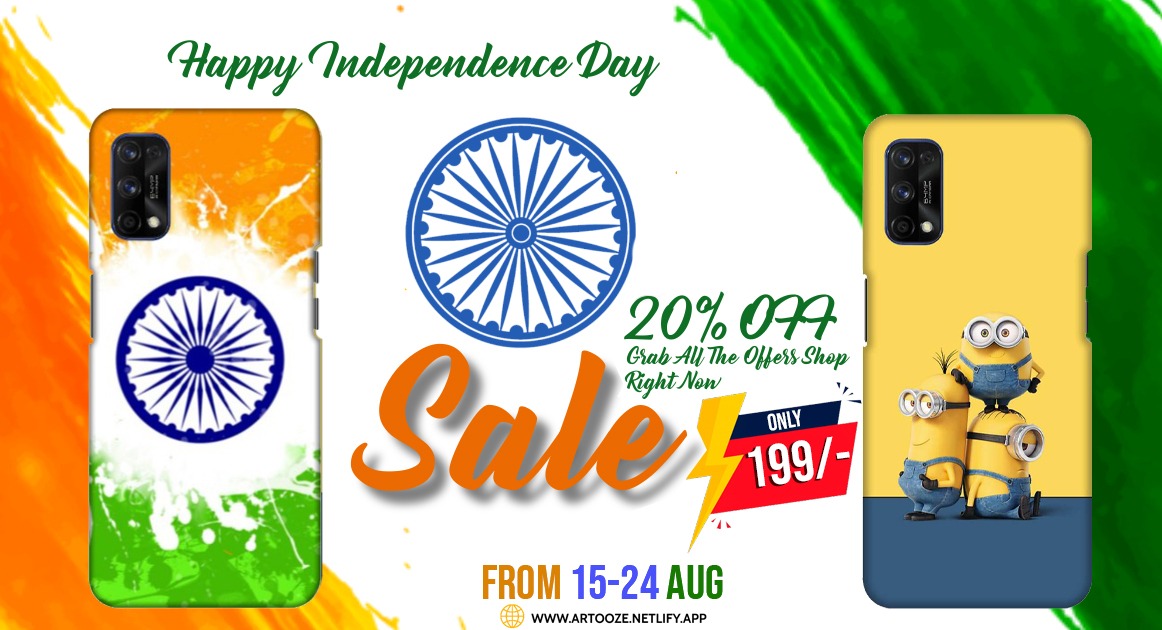 Happy Independence Day
20% OFF
Grab All The Offers Shop
Right Now
Sale
ONLY
199/-
FROM 15-24 AUG
WWW.ARTOOZE.NETLIFY.APP